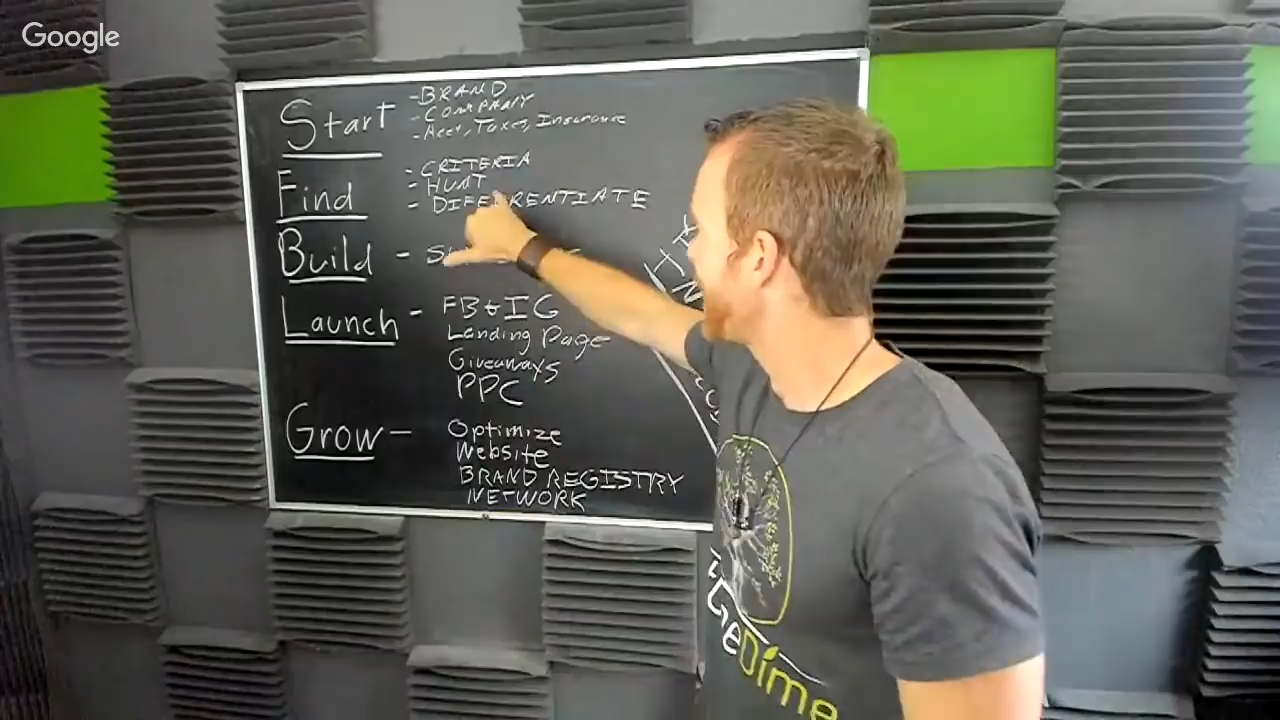 Google
Start
- BRAND
- COMPANY
- Acct, Taxes, Insurance
Find
- CRITERIA
- HUNT
- DIFFERENTIATE
Build -
Launch - FB & IG
Landing Page
Giveaways
PPC
Grow - Optimize
Website
BRAND REGISTRY
NETWORK